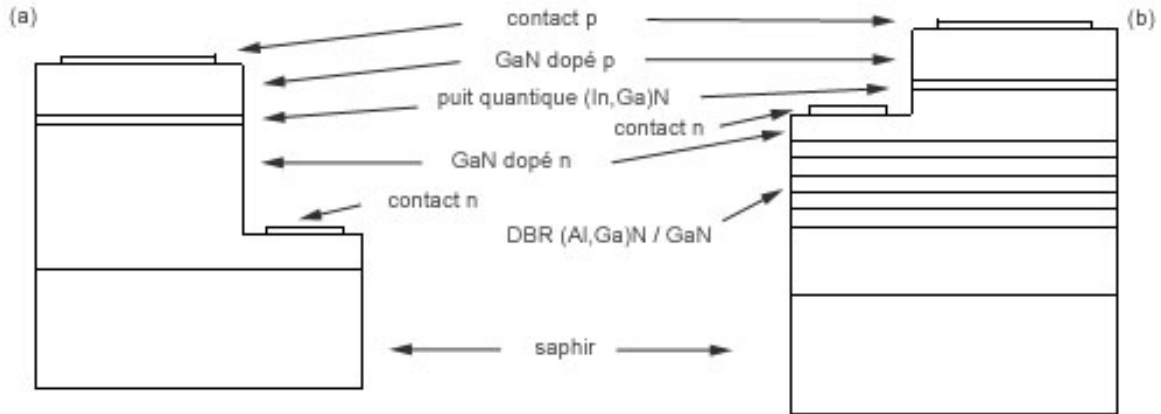 (a)
contact p
(b)
GaN dopé p
puit quantique (In,Ga)N
contact n
GaN dopé n
contact n
DBR (Al,Ga)N / GaN
saphir